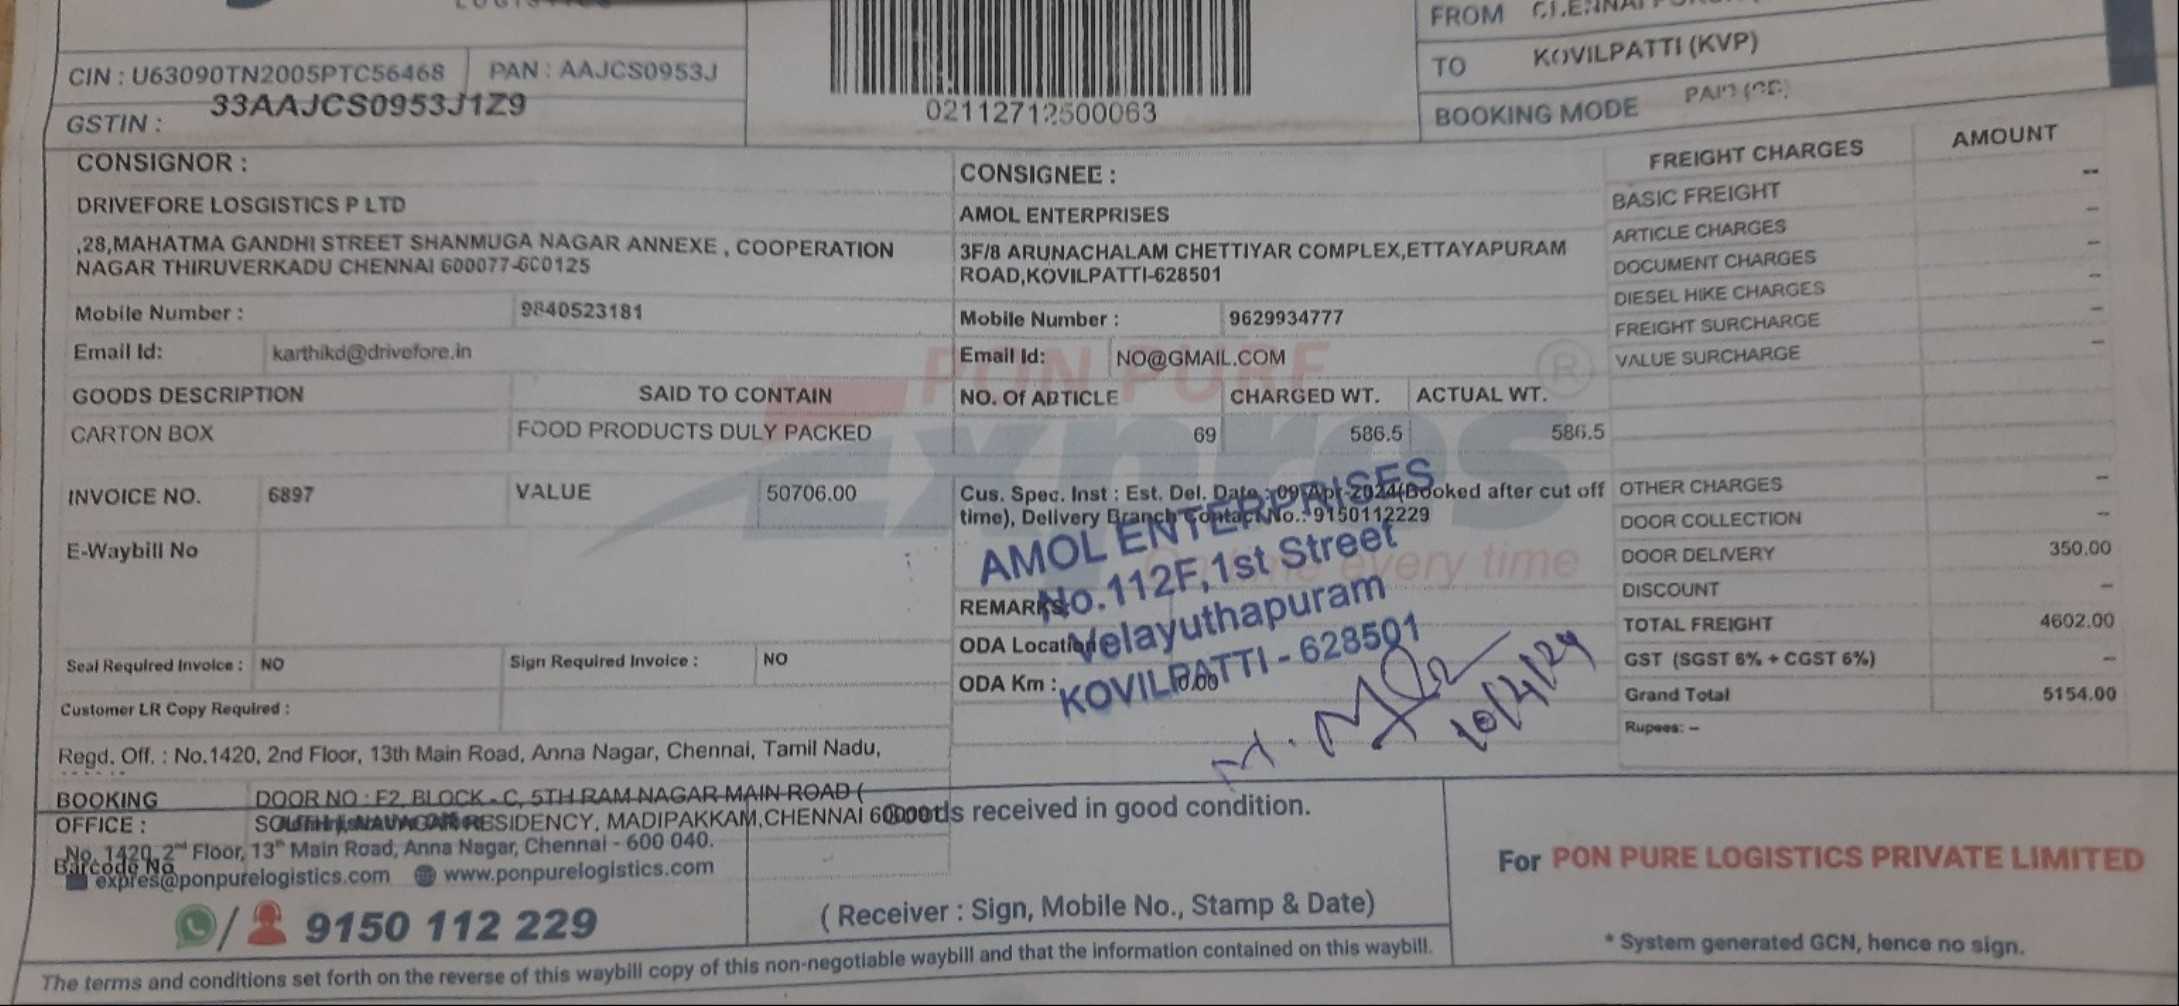 LOGISTICS
CIN : U63090TN2005PTC56468 PAN : AAJCS0953J
GSTIN : 33AAJCS0953J1Z9
02112712500063
FROM
TO KOVILPATTI (KVP)
BOOKING MODE PAID
CONSIGNOR :
DRIVEFORE LOSGISTICS P LTD
,28,MAHATMA GANDHI STREET SHANMUGA NAGAR ANNEXE , COOPERATION
NAGAR THIRUVERKADU CHENNAI 600077-600125
Mobile Number : 9840523181
Email Id: karthikd@drivefore.in
CONSIGNEE :
AMOL ENTERPRISES
3F/8 ARUNACHALAM CHETTIYAR COMPLEX,ETTAYAPURAM
ROAD,KOVILPATTI-628501
Mobile Number : 9629934777
Email Id: NO@GMAIL.COM
FREIGHT CHARGES AMOUNT
BASIC FREIGHT --
ARTICLE CHARGES --
DOCUMENT CHARGES --
DIESEL HIKE CHARGES --
FREIGHT SURCHARGE --
VALUE SURCHARGE --
PON PURE ®
Expres
every time
GOODS DESCRIPTION SAID TO CONTAIN NO. Of ARTICLE CHARGED WT. ACTUAL WT.
CARTON BOX FOOD PRODUCTS DULY PACKED 69 586.5 586.5
INVOICE NO. 6897 VALUE 50706.00
E-Waybill No
Cus. Spec. Inst : Est. Del. Date : 09-Apr-2024(Booked after cut off
time), Delivery Branch Contact No.: 9150112229
REMARKS
ODA Location
ODA Km : 0.00
AMOL ENTERPRISES
No.112F,1st Street
Velayuthapuram
KOVILPATTI - 628501
10/4/24
OTHER CHARGES --
DOOR COLLECTION --
DOOR DELIVERY 350.00
DISCOUNT --
TOTAL FREIGHT 4602.00
GST (SGST 6% + CGST 6%) --
Grand Total 5154.00
Rupees: --
Seal Required Invoice : NO Sign Required Invoice : NO
Customer LR Copy Required :
Regd. Off. : No.1420, 2nd Floor, 13th Main Road, Anna Nagar, Chennai, Tamil Nadu,
BOOKING DOOR NO : F2, BLOCK - C, 5TH RAM NAGAR MAIN ROAD (
OFFICE : RESIDENCY, MADIPAKKAM,CHENNAI
No. 1420, 2nd Floor, 13th Main Road, Anna Nagar, Chennai - 600 040.
Barcode No
expres@ponpurelogistics.com www.ponpurelogistics.com
/ 9150 112 229
Goods received in good condition.
( Receiver : Sign, Mobile No., Stamp & Date)
For PON PURE LOGISTICS PRIVATE LIMITED
* System generated GCN, hence no sign.
The terms and conditions set forth on the reverse of this waybill copy of this non-negotiable waybill and that the information contained on this waybill.